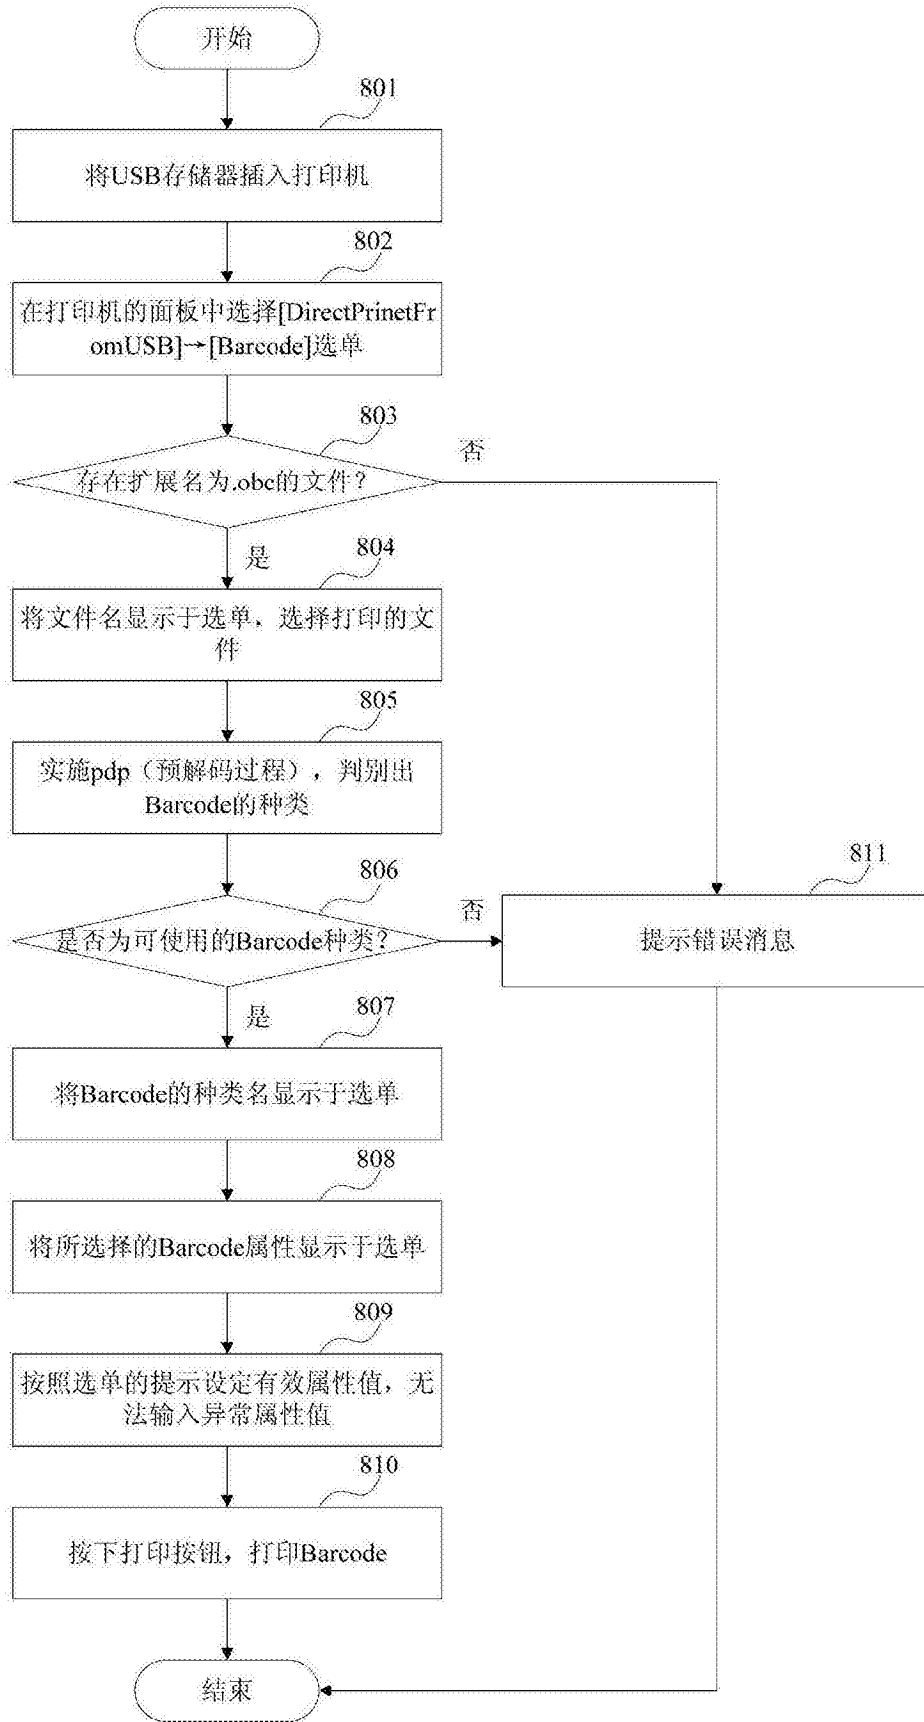 开始
801
将USB存储器插入打印机
802
在打印机的面板中选择[DirectPrinetFr
omUSB]→[Barcode]选单
803
否
存在扩展名为.obc的文件？
是
804
将文件名显示于选单，选择打印的文
件
805
实施pdp（预解码过程），判别出
Barcode的种类
806
811
否
是否为可使用的Barcode种类？
提示错误消息
是
807
将Barcode的种类名显示于选单
808
将所选择的Barcode属性显示于选单
809
按照选单的提示设定有效属性值，无
法输入异常属性值
810
按下打印按钮，打印Barcode
结束